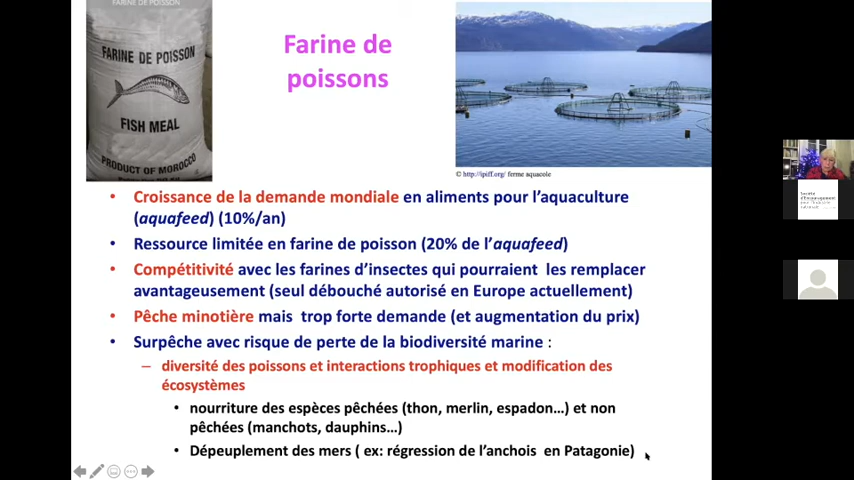 FARINE DE POISSON
FARINE DE POISSON
FISH MEAL
PRODUCT OF MOROCCO
Farine de
poissons
© http://ipiff.org/ ferme aquacole
• Croissance de la demande mondiale en aliments pour l'aquaculture
(aquafeed) (10%/an)
• Ressource limitée en farine de poisson (20% de l'aquafeed)
• Compétitivité avec les farines d'insectes qui pourraient les remplacer
avantageusement (seul débouché autorisé en Europe actuellement)
• Pêche minotière mais trop forte demande (et augmentation du prix)
• Surpêche avec risque de perte de la biodiversité marine :
– diversité des poissons et interactions trophiques et modification des
écosystèmes
• nourriture des espèces pêchées (thon, merlin, espadon…) et non
pêchées (manchots, dauphins…)
• Dépeuplement des mers ( ex: régression de l'anchois en Patagonie)